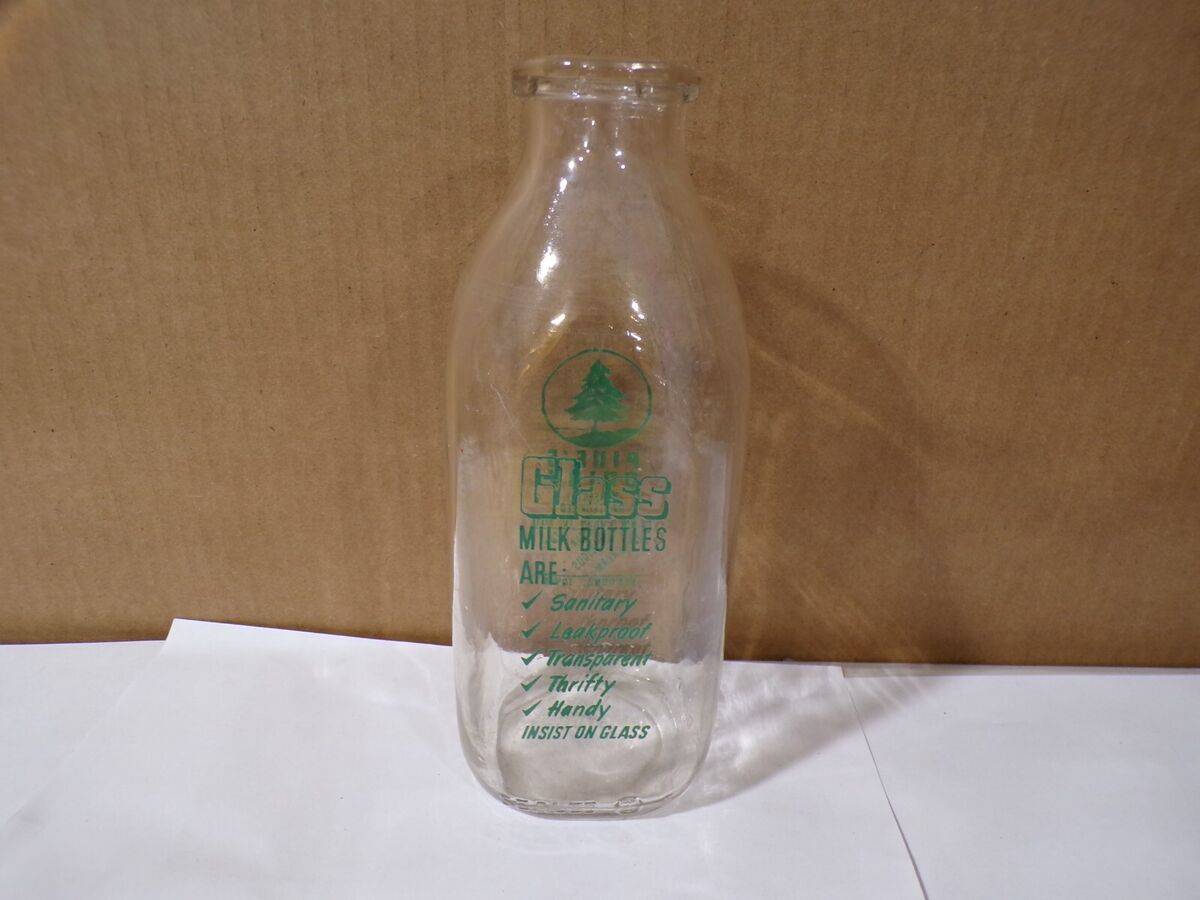 Glass
MILK BOTTLES
ARE:
✓ Sanitary
✓ Leakproof
✓ Transparent
✓ Thrifty
✓ Handy
INSIST ON GLASS